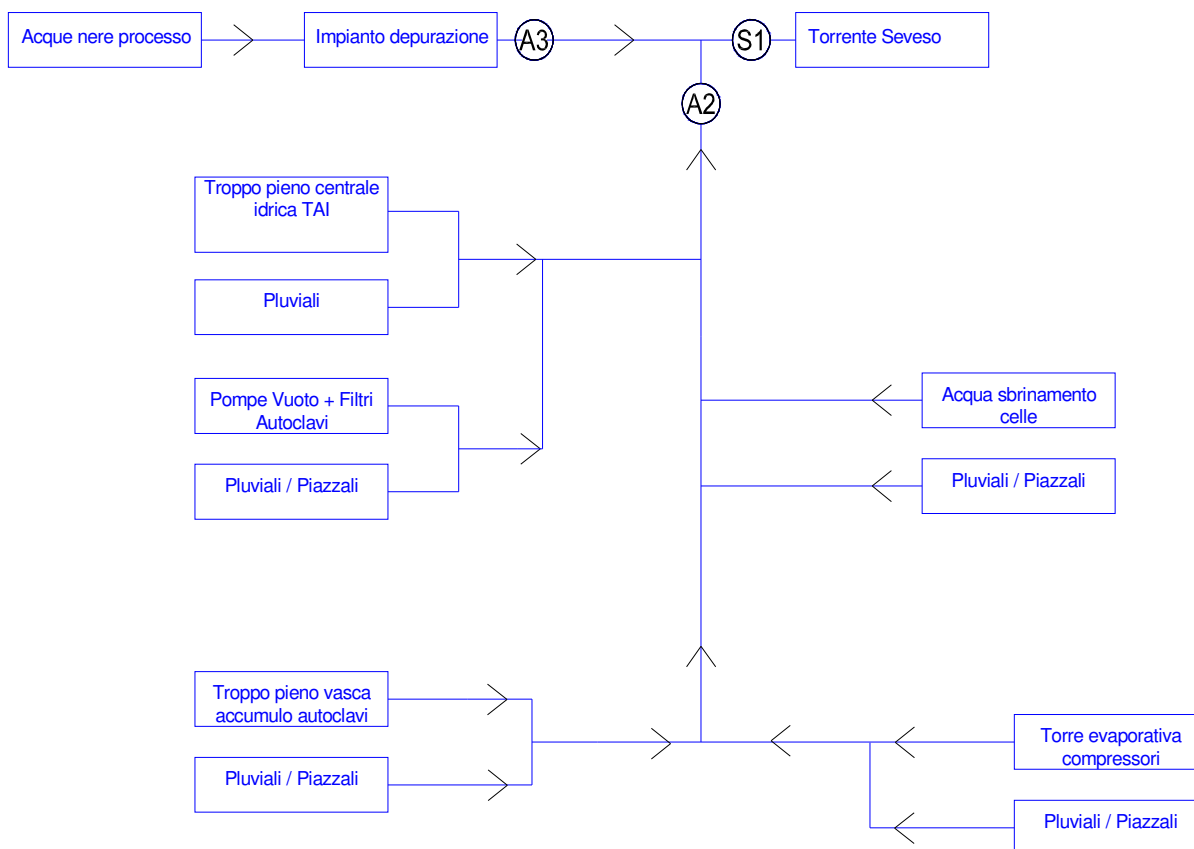 Acque nere processo
Impianto depurazione
A3
S1
Torrente Seveso
A2
Troppo pieno centrale
idrica TAI
Pluviali
Pompe Vuoto + Filtri
Autoclavi
Pluviali / Piazzali
Acqua sbrinamento
celle
Pluviali / Piazzali
Troppo pieno vasca
accumulo autoclavi
Pluviali / Piazzali
Torre evaporativa
compressori
Pluviali / Piazzali